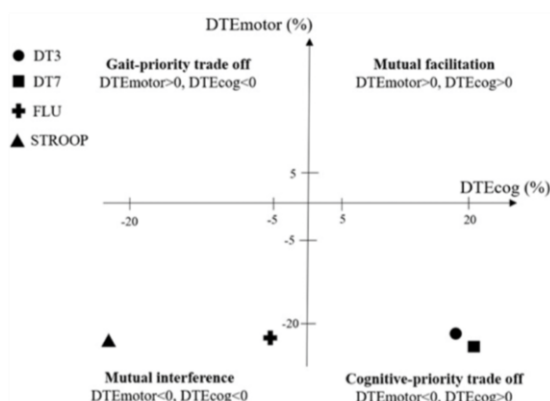 DTEmotor (%)
DT3
DT7
FLU
STROOP
Gait-priority trade off
DTEmotor>0, DTEcog<0
Mutual facilitation
DTEmotor>0, DTEcog>0
5
DTEcog (%)
-20
-5
5
20
-5
-20
Mutual interference
DTEmotor<0, DTEcog<0
Cognitive-priority trade off
DTEmotor<0, DTEcog>0